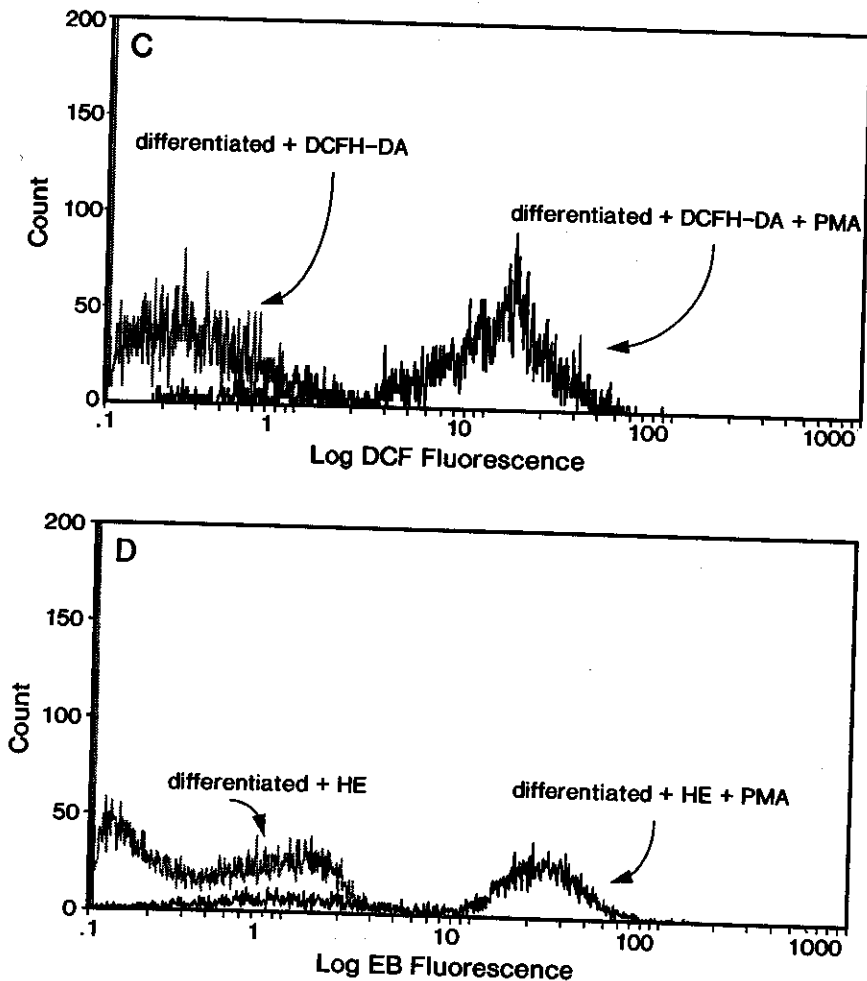 C
200
150
100
50
0
Count
differentiated + DCFH-DA
differentiated + DCFH-DA + PMA
.1 1 10 100 1000
Log DCF Fluorescence
D
200
150
100
50
0
Count
differentiated + HE
differentiated + HE + PMA
.1 1 10 100 1000
Log EB Fluorescence